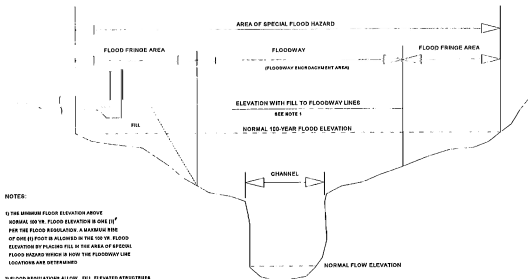 AREA OF SPECIAL FLOOD HAZARD
FLOOD FRINGE AREA
FLOODWAY
FLOOD FRINGE AREA
(FLOODWAY ENCROACHMENT AREA)
ELEVATION WITH FILL TO FLOODWAY LINES
SEE NOTE 1
FILL
NORMAL 100-YEAR FLOOD ELEVATION
CHANNEL
NOTES:
1) THE MINIMUM FLOOR ELEVATION ABOVE
NORMAL 100 YR. FLOOD ELEVATION IS ONE (1)'
PER THE FLOOD REGULATION. A MAXIMUM RISE
OF ONE (1) FOOT IS ALLOWED IN THE 100 YR. FLOOD
ELEVATION BY PLACING FILL IN THE AREA OF SPECIAL
FLOOD HAZARD WHICH IS HOW THE FLOODWAY LINE
LOCATIONS ARE DETERMINED
NORMAL FLOW ELEVATION